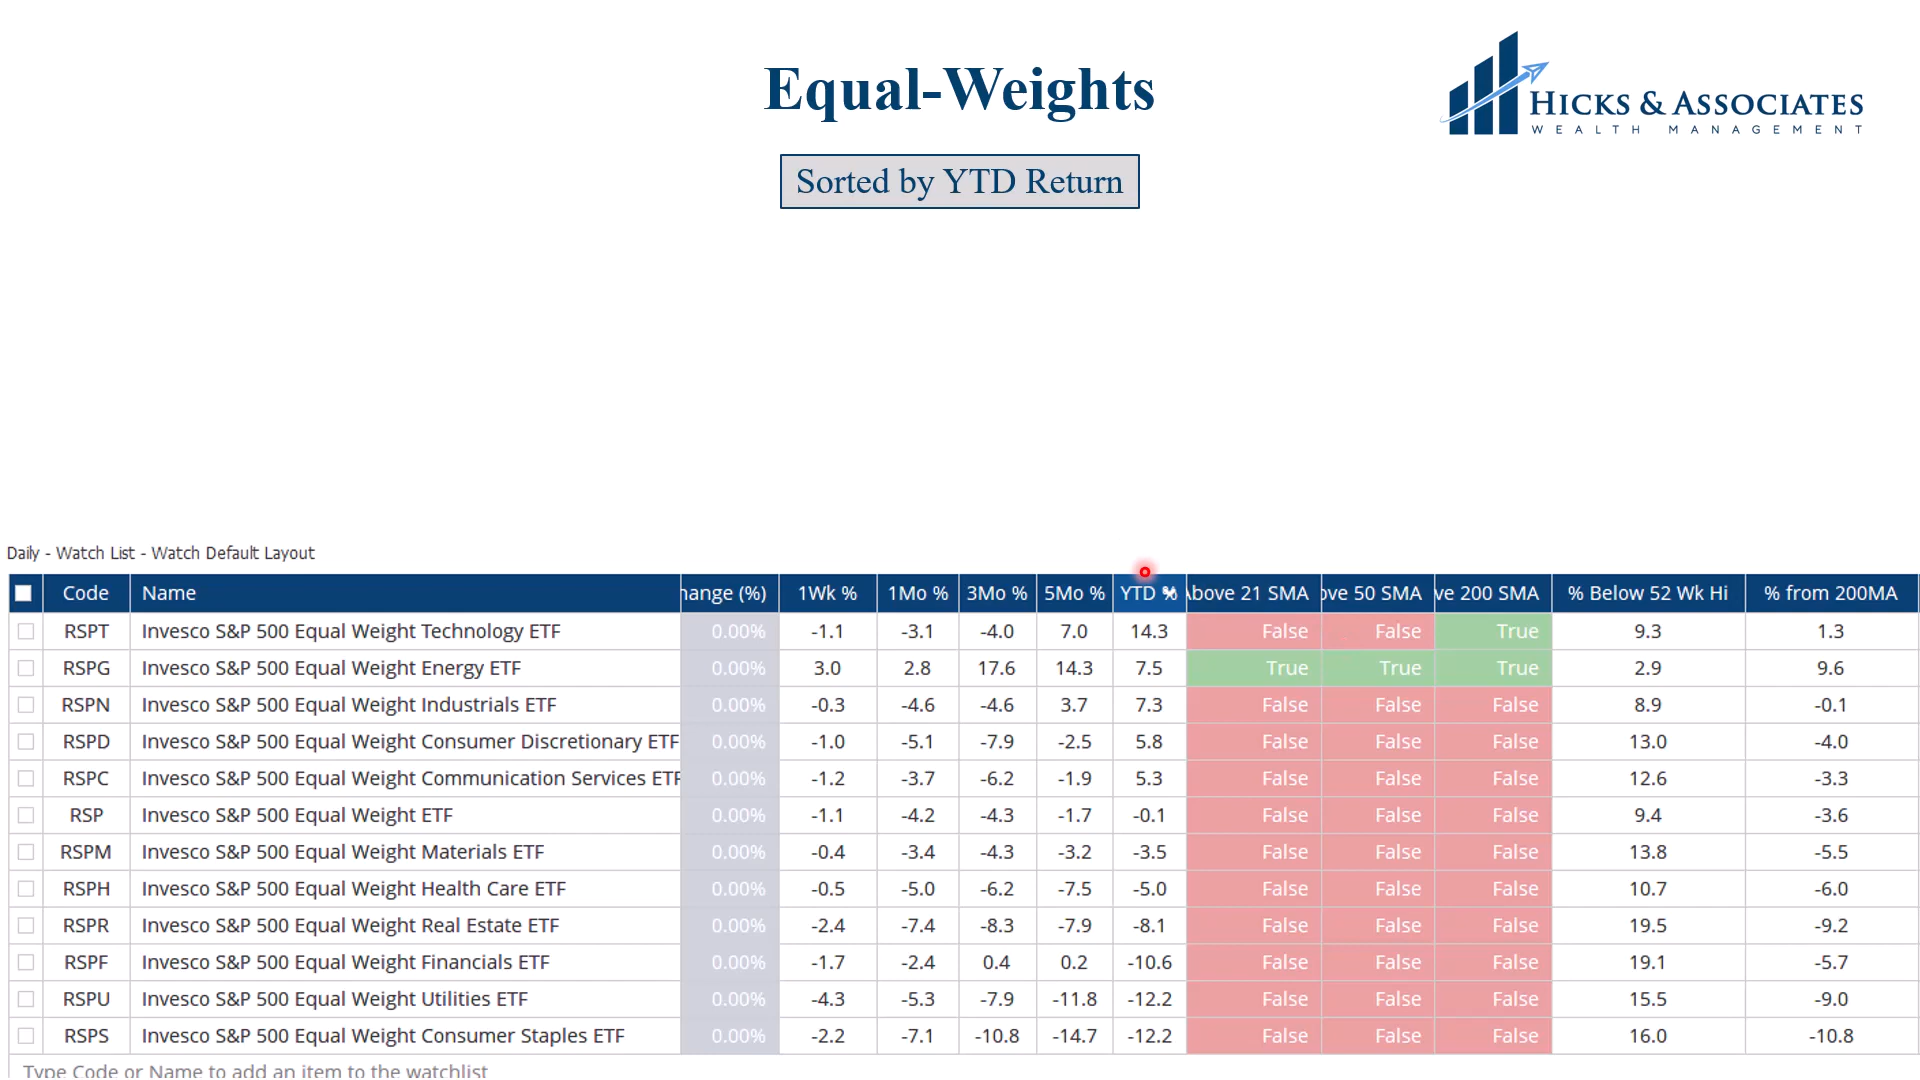 Equal-Weights
HICKS & ASSOCIATES
WEALTH MANAGEMENT
Sorted by YTD Return
Daily - Watch List - Watch Default Layout
Code Name hange (%) 1Wk % 1Mo % 3Mo % 5Mo % YTD % Above 21 SMA ove 50 SMA ve 200 SMA % Below 52 Wk Hi % from 200MA
RSPT Invesco S&P 500 Equal Weight Technology ETF 0.00% -1.1 -3.1 -4.0 7.0 14.3 False False True 9.3 1.3
RSPG Invesco S&P 500 Equal Weight Energy ETF 0.00% 3.0 2.8 17.6 14.3 7.5 True True True 2.9 9.6
RSPN Invesco S&P 500 Equal Weight Industrials ETF 0.00% -0.3 -4.6 -4.6 3.7 7.3 False False False 8.9 -0.1
RSPD Invesco S&P 500 Equal Weight Consumer Discretionary ETF 0.00% -1.0 -5.1 -7.9 -2.5 5.8 False False False 13.0 -4.0
RSPC Invesco S&P 500 Equal Weight Communication Services ETF 0.00% -1.2 -3.7 -6.2 -1.9 5.3 False False False 12.6 -3.3
RSP Invesco S&P 500 Equal Weight ETF 0.00% -1.1 -4.2 -4.3 -1.7 -0.1 False False False 9.4 -3.6
RSPM Invesco S&P 500 Equal Weight Materials ETF 0.00% -0.4 -3.4 -4.3 -3.2 -3.5 False False False 13.8 -5.5
RSPH Invesco S&P 500 Equal Weight Health Care ETF 0.00% -0.5 -5.0 -6.2 -7.5 -5.0 False False False 10.7 -6.0
RSPR Invesco S&P 500 Equal Weight Real Estate ETF 0.00% -2.4 -7.4 -8.3 -7.9 -8.1 False False False 19.5 -9.2
RSPF Invesco S&P 500 Equal Weight Financials ETF 0.00% -1.7 -2.4 0.4 0.2 -10.6 False False False 19.1 -5.7
RSPU Invesco S&P 500 Equal Weight Utilities ETF 0.00% -4.3 -5.3 -7.9 -11.8 -12.2 False False False 15.5 -9.0
RSPS Invesco S&P 500 Equal Weight Consumer Staples ETF 0.00% -2.2 -7.1 -10.8 -14.7 -12.2 False False False 16.0 -10.8
Type Code or Name to add an item to the watchlist